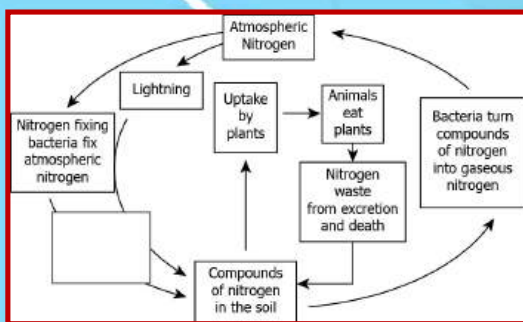 Atmospheric
Nitrogen
Lightning
Nitrogen fixing
bacteria fix
atmospheric
nitrogen
Uptake
by
plants
Animals
eat
plants
Nitrogen
waste
from excretion
and death
Bacteria turn
compounds
of nitrogen
into gaseous
nitrogen
Compounds
of nitrogen
in the soil